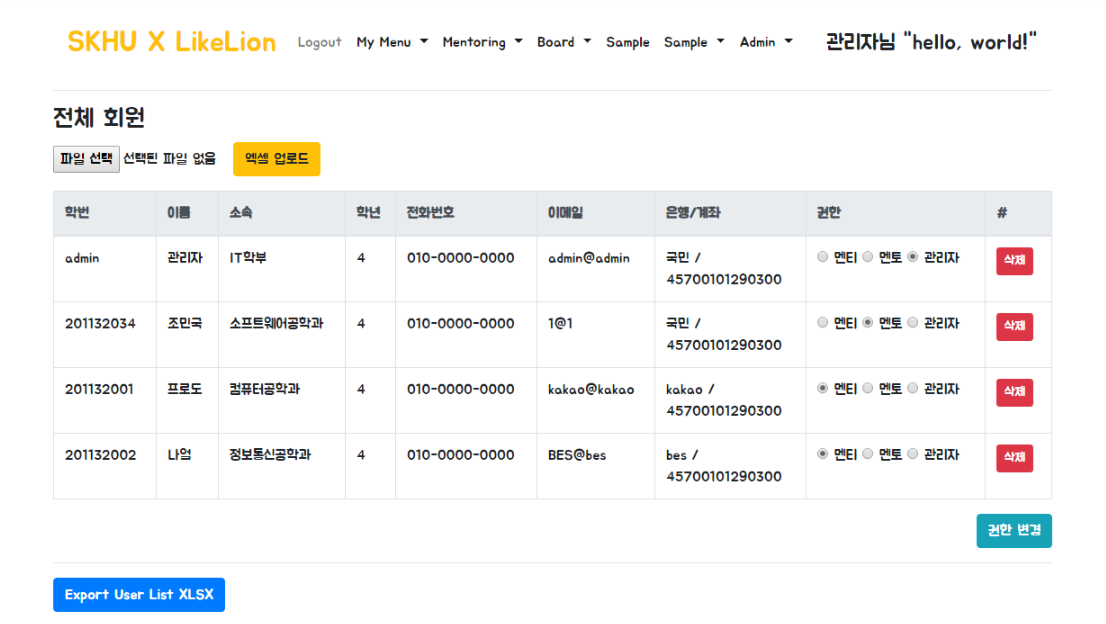 SKHU X LikeLion Logout My Menu Mentoring Board Sample Sample Admin 관리자님 "hello, world!"
전체 회원
파일 선택 선택된 파일 없음 엑셀 업로드
학번 이름 소속 학년 전화번호 이메일 은행/계좌 권한 #
admin 관리자 IT학부 4 010-0000-0000 admin@admin 국민 / 멘티 멘토 관리자 삭제
45700101290300
201132034 조민국 소프트웨어공학과 4 010-0000-0000 1@1 국민 / 멘티 멘토 관리자 삭제
45700101290300
201132001 프로도 컴퓨터공학과 4 010-0000-0000 kakao@kakao kakao / 멘티 멘토 관리자 삭제
45700101290300
201132002 나엄 정보통신공학과 4 010-0000-0000 BES@bes bes / 멘티 멘토 관리자 삭제
45700101290300
권한 변경
Export User List XLSX